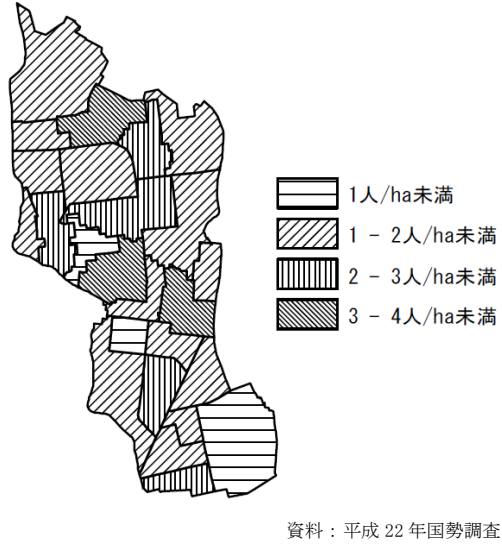 1人/ha未満
1 - 2人/ha未満
2 - 3人/ha未満
3 - 4人/ha未満
資料：平成 22 年国勢調査